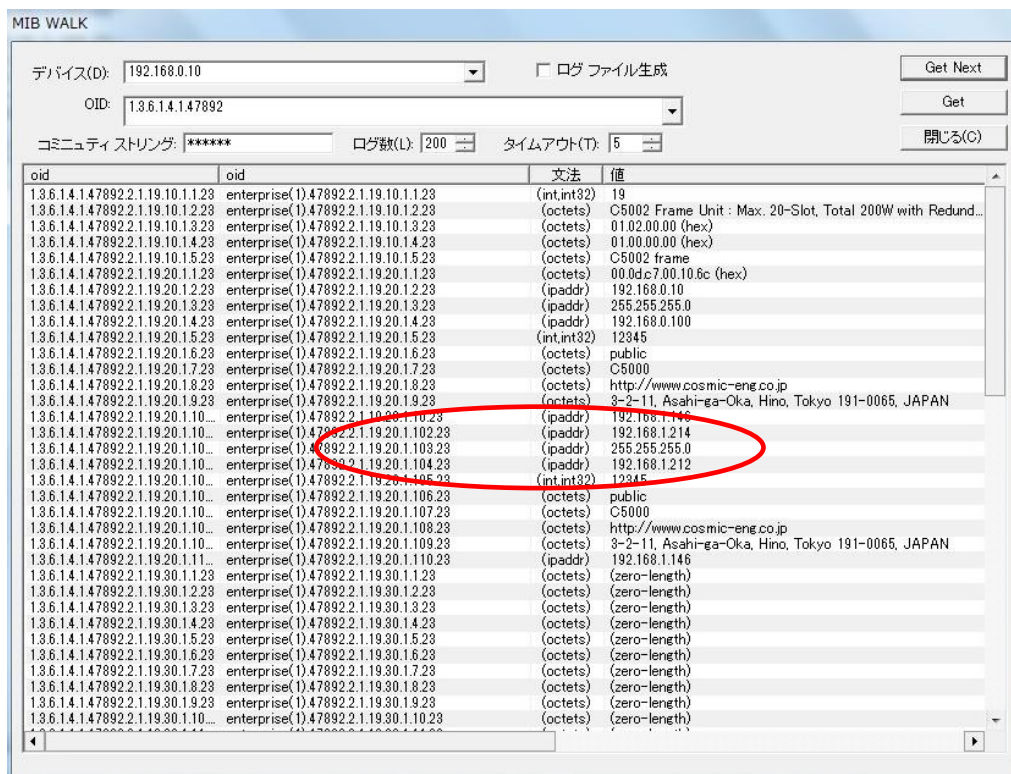 MIB WALK
デバイス(D): 192.168.0.10 ログ ファイル生成 Get Next
OID: 1.3.6.1.4.1.47892 Get
コミュニティ ストリング: ****** ログ数(L): 200 タイムアウト(T): 5 閉じる(C)
oid oid 文法 値
1.3.6.1.4.1.47892.2.1.19.10.1.1.23 enterprise(1).47892.2.1.19.10.1.1.23 (int,int32) 19
1.3.6.1.4.1.47892.2.1.19.10.1.2.23 enterprise(1).47892.2.1.19.10.1.2.23 (octets) C5002 Frame Unit : Max. 20-Slot, Total 200W with Redund...
1.3.6.1.4.1.47892.2.1.19.10.1.3.23 enterprise(1).47892.2.1.19.10.1.3.23 (octets) 01.02.00.00 (hex)
1.3.6.1.4.1.47892.2.1.19.10.1.4.23 enterprise(1).47892.2.1.19.10.1.4.23 (octets) 01.00.00.00 (hex)
1.3.6.1.4.1.47892.2.1.19.10.1.5.23 enterprise(1).47892.2.1.19.10.1.5.23 (octets) C5002 frame
1.3.6.1.4.1.47892.2.1.19.20.1.1.23 enterprise(1).47892.2.1.19.20.1.1.23 (octets) 00.0d.c7.00.10.6c (hex)
1.3.6.1.4.1.47892.2.1.19.20.1.2.23 enterprise(1).47892.2.1.19.20.1.2.23 (ipaddr) 192.168.0.10
1.3.6.1.4.1.47892.2.1.19.20.1.3.23 enterprise(1).47892.2.1.19.20.1.3.23 (ipaddr) 255.255.255.0
1.3.6.1.4.1.47892.2.1.19.20.1.4.23 enterprise(1).47892.2.1.19.20.1.4.23 (ipaddr) 192.168.0.100
1.3.6.1.4.1.47892.2.1.19.20.1.5.23 enterprise(1).47892.2.1.19.20.1.5.23 (int,int32) 12345
1.3.6.1.4.1.47892.2.1.19.20.1.6.23 enterprise(1).47892.2.1.19.20.1.6.23 (octets) public
1.3.6.1.4.1.47892.2.1.19.20.1.7.23 enterprise(1).47892.2.1.19.20.1.7.23 (octets) C5000
1.3.6.1.4.1.47892.2.1.19.20.1.8.23 enterprise(1).47892.2.1.19.20.1.8.23 (octets) http://www.cosmic-eng.co.jp
1.3.6.1.4.1.47892.2.1.19.20.1.9.23 enterprise(1).47892.2.1.19.20.1.9.23 (octets) 3-2-11, Asahi-ga-Oka, Hino, Tokyo 191-0065, JAPAN
1.3.6.1.4.1.47892.2.1.19.20.1.10... enterprise(1).47892.2.1.19.20.1.10.23 (ipaddr) 192.168.1.146
1.3.6.1.4.1.47892.2.1.19.20.1.10... enterprise(1).47892.2.1.19.20.1.102.23 (ipaddr) 192.168.1.214
1.3.6.1.4.1.47892.2.1.19.20.1.10... enterprise(1).47892.2.1.19.20.1.103.23 (ipaddr) 255.255.255.0
1.3.6.1.4.1.47892.2.1.19.20.1.10... enterprise(1).47892.2.1.19.20.1.104.23 (ipaddr) 192.168.1.212
1.3.6.1.4.1.47892.2.1.19.20.1.10... enterprise(1).47892.2.1.19.20.1.105.23 (int,int32) 12345
1.3.6.1.4.1.47892.2.1.19.20.1.10... enterprise(1).47892.2.1.19.20.1.106.23 (octets) public
1.3.6.1.4.1.47892.2.1.19.20.1.10... enterprise(1).47892.2.1.19.20.1.107.23 (octets) C5000
1.3.6.1.4.1.47892.2.1.19.20.1.10... enterprise(1).47892.2.1.19.20.1.108.23 (octets) http://www.cosmic-eng.co.jp
1.3.6.1.4.1.47892.2.1.19.20.1.10... enterprise(1).47892.2.1.19.20.1.109.23 (octets) 3-2-11, Asahi-ga-Oka, Hino, Tokyo 191-0065, JAPAN
1.3.6.1.4.1.47892.2.1.19.20.1.11... enterprise(1).47892.2.1.19.20.1.110.23 (ipaddr) 192.168.1.146
1.3.6.1.4.1.47892.2.1.19.30.1.1.23 enterprise(1).47892.2.1.19.30.1.1.23 (octets) (zero-length)
1.3.6.1.4.1.47892.2.1.19.30.1.2.23 enterprise(1).47892.2.1.19.30.1.2.23 (octets) (zero-length)
1.3.6.1.4.1.47892.2.1.19.30.1.3.23 enterprise(1).47892.2.1.19.30.1.3.23 (octets) (zero-length)
1.3.6.1.4.1.47892.2.1.19.30.1.4.23 enterprise(1).47892.2.1.19.30.1.4.23 (octets) (zero-length)
1.3.6.1.4.1.47892.2.1.19.30.1.5.23 enterprise(1).47892.2.1.19.30.1.5.23 (octets) (zero-length)
1.3.6.1.4.1.47892.2.1.19.30.1.6.23 enterprise(1).47892.2.1.19.30.1.6.23 (octets) (zero-length)
1.3.6.1.4.1.47892.2.1.19.30.1.7.23 enterprise(1).47892.2.1.19.30.1.7.23 (octets) (zero-length)
1.3.6.1.4.1.47892.2.1.19.30.1.8.23 enterprise(1).47892.2.1.19.30.1.8.23 (octets) (zero-length)
1.3.6.1.4.1.47892.2.1.19.30.1.9.23 enterprise(1).47892.2.1.19.30.1.9.23 (octets) (zero-length)
1.3.6.1.4.1.47892.2.1.19.30.1.10.... enterprise(1).47892.2.1.19.30.1.10.23 (octets) (zero-length)